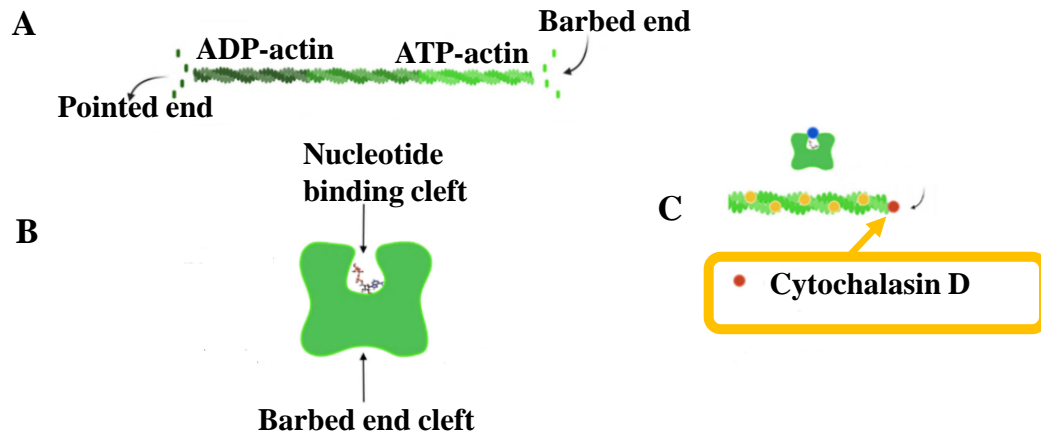 A
Barbed end
ADP-actin
ATP-actin
Pointed end
Nucleotide
binding cleft
B
C
Cytochalasin D
Barbed end cleft